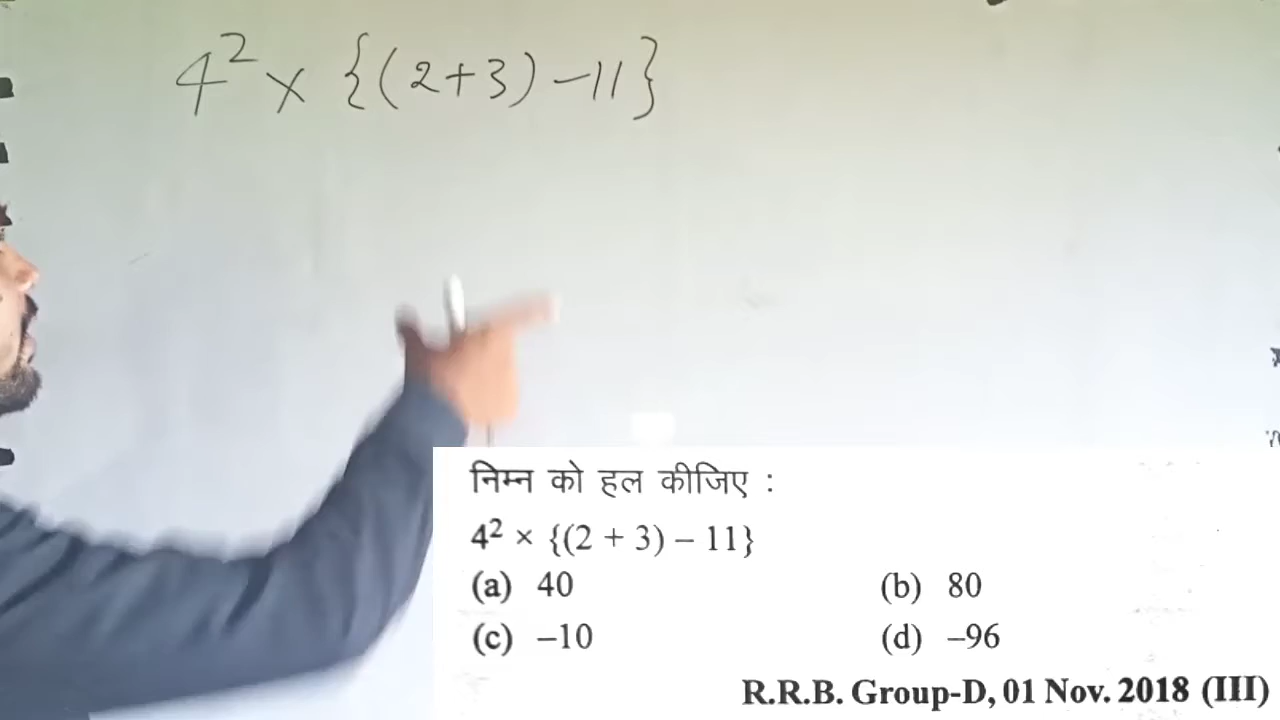 4² × {(2+3) – 11}
निम्न को हल कीजिए :
4² × {(2 + 3) – 11}
(a) 40 (b) 80
(c) –10 (d) –96
R.R.B. Group-D, 01 Nov. 2018 (III)